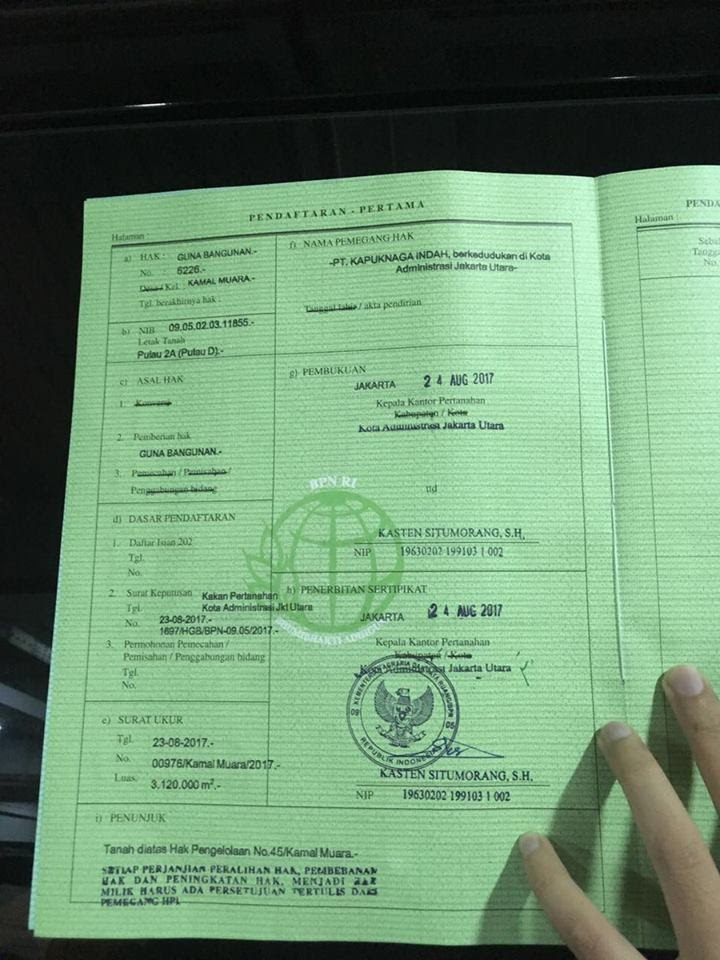 PENDAFTARAN - PERTAMA
Halaman :
a) HAK : GUNA BANGUNAN.-
No. 6226.-
Desa / Kel. : KAMAL MUARA.-
Tgl. berakhirnya hak :
b) NIB 09.05.02.03.11855.-
Letak Tanah
Pulau 2A (Pulau D).-
c) ASAL HAK
1. Konversi
2. Pemberian hak
GUNA BANGUNAN.-
3. Pemecahan / Pemisahan /
Penggabungan bidang
d) DASAR PENDAFTARAN
1. Daftar Isian 202
Tgl.
No.
2. Surat Keputusan Kakan Pertanahan
Tgl. Kota Administrasi Jkt Utara
No. 23-08-2017.-
1697/HGB/BPN-09.05/2017.-
3. Permohonan Pemecahan /
Pemisahan / Penggabungan bidang
Tgl.
No.
e) SURAT UKUR
Tgl. 23-08-2017.-
No. 00976/Kamal Muara/2017.-
Luas. 3.120.000 m².-
f) NAMA PEMEGANG HAK
-PT. KAPUKNAGA INDAH, berkedudukan di Kota
Administrasi Jakarta Utara-
Tanggal lahir / akta pendirian
g) PEMBUKUAN
JAKARTA 24 AUG 2017
Kepala Kantor Pertanahan
Kabupaten / Kota
Kota Administrasi Jakarta Utara
BPN RI
ttd
KASTEN SITUMORANG, S.H.
NIP 19630202 199103 1 002
h) PENERBITAN SERTIPIKAT
JAKARTA 24 AUG 2017
Kepala Kantor Pertanahan
Kabupaten / Kota
Kota Administrasi Jakarta Utara
KEMENTERIAN AGRARIA DAN TATA RUANG/BPN
REPUBLIK INDONESIA
KASTEN SITUMORANG, S.H.
NIP 19630202 199103 1 002
i) PENUNJUK
Tanah diatas Hak Pengelolaan No.45/Kamal Muara.-
SETIAP PERJANJIAN PERALIHAN HAK, PEMBEBANAN
HAK DAN PENINGKATAN HAK, MENJADI HAK
MILIK HARUS ADA PERSETUJUAN TERTULIS DARI
PEMEGANG HPL
PENDA
Halaman :
Seba
Tangga
No.